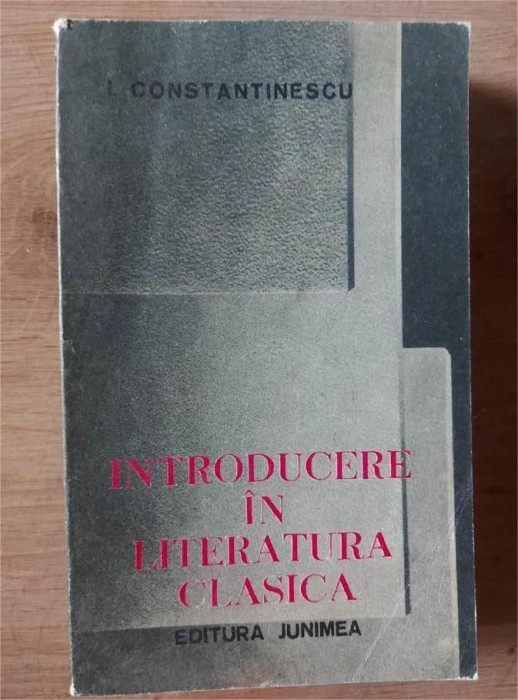 I. CONSTANTINESCU
INTRODUCERE
ÎN
LITERATURA
CLASICA
EDITURA JUNIMEA